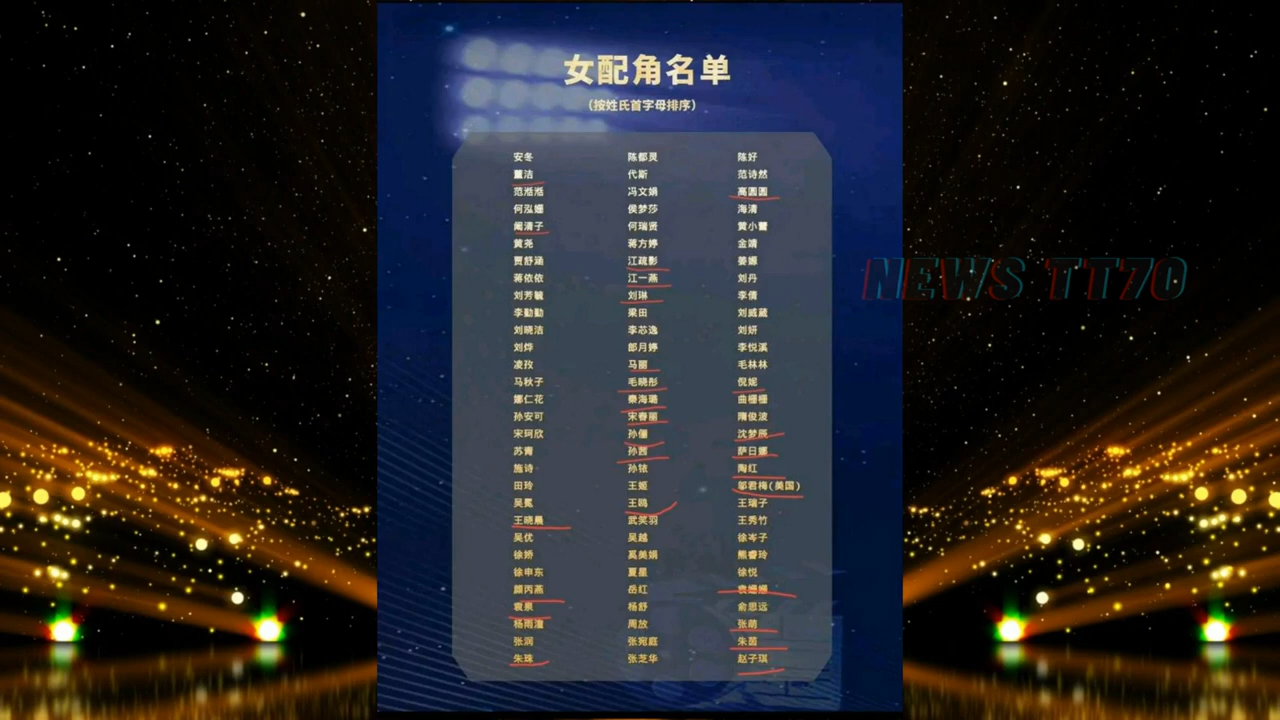 女配角名单
（按姓氏首字母排序）
安冬 陈都灵 陈好
董洁 代斯 范诗然
范湉湉 冯文娟 高圆圆
何泓姗 侯梦莎 海清
阚清子 何瑞贤 黄小蕾
黄尧 蒋方婷 金靖
贾舒涵 江疏影 姜嫄
蒋依依 江一燕 刘丹
刘芳毓 刘琳 李倩
李勤勤 梁田 刘威葳
刘晓洁 李芯逸 刘妍
刘烨 郎月婷 李悦溪
凌孜 马丽 毛林林
马秋子 毛晓彤 倪妮
娜仁花 秦海璐 曲栅栅
孙安可 宋春丽 隋俊波
宋珂欣 孙俪 沈梦辰
苏青 孙茜 萨日娜
施诗 孙铱 陶红
田玲 王姬 邬君梅(美国)
吴冕 王鸥 王瑞子
王晓晨 武笑羽 王秀竹
吴优 吴越 徐岑子
徐娇 奚美娟 熊睿玲
徐申东 夏星 徐悦
颜丙燕 岳红 袁姗姗
袁泉 杨舒 俞思远
杨雨潼 周放 张萌
张润 张宛庭 朱茵
朱珠 张芝华 赵子琪
NEWS TT70